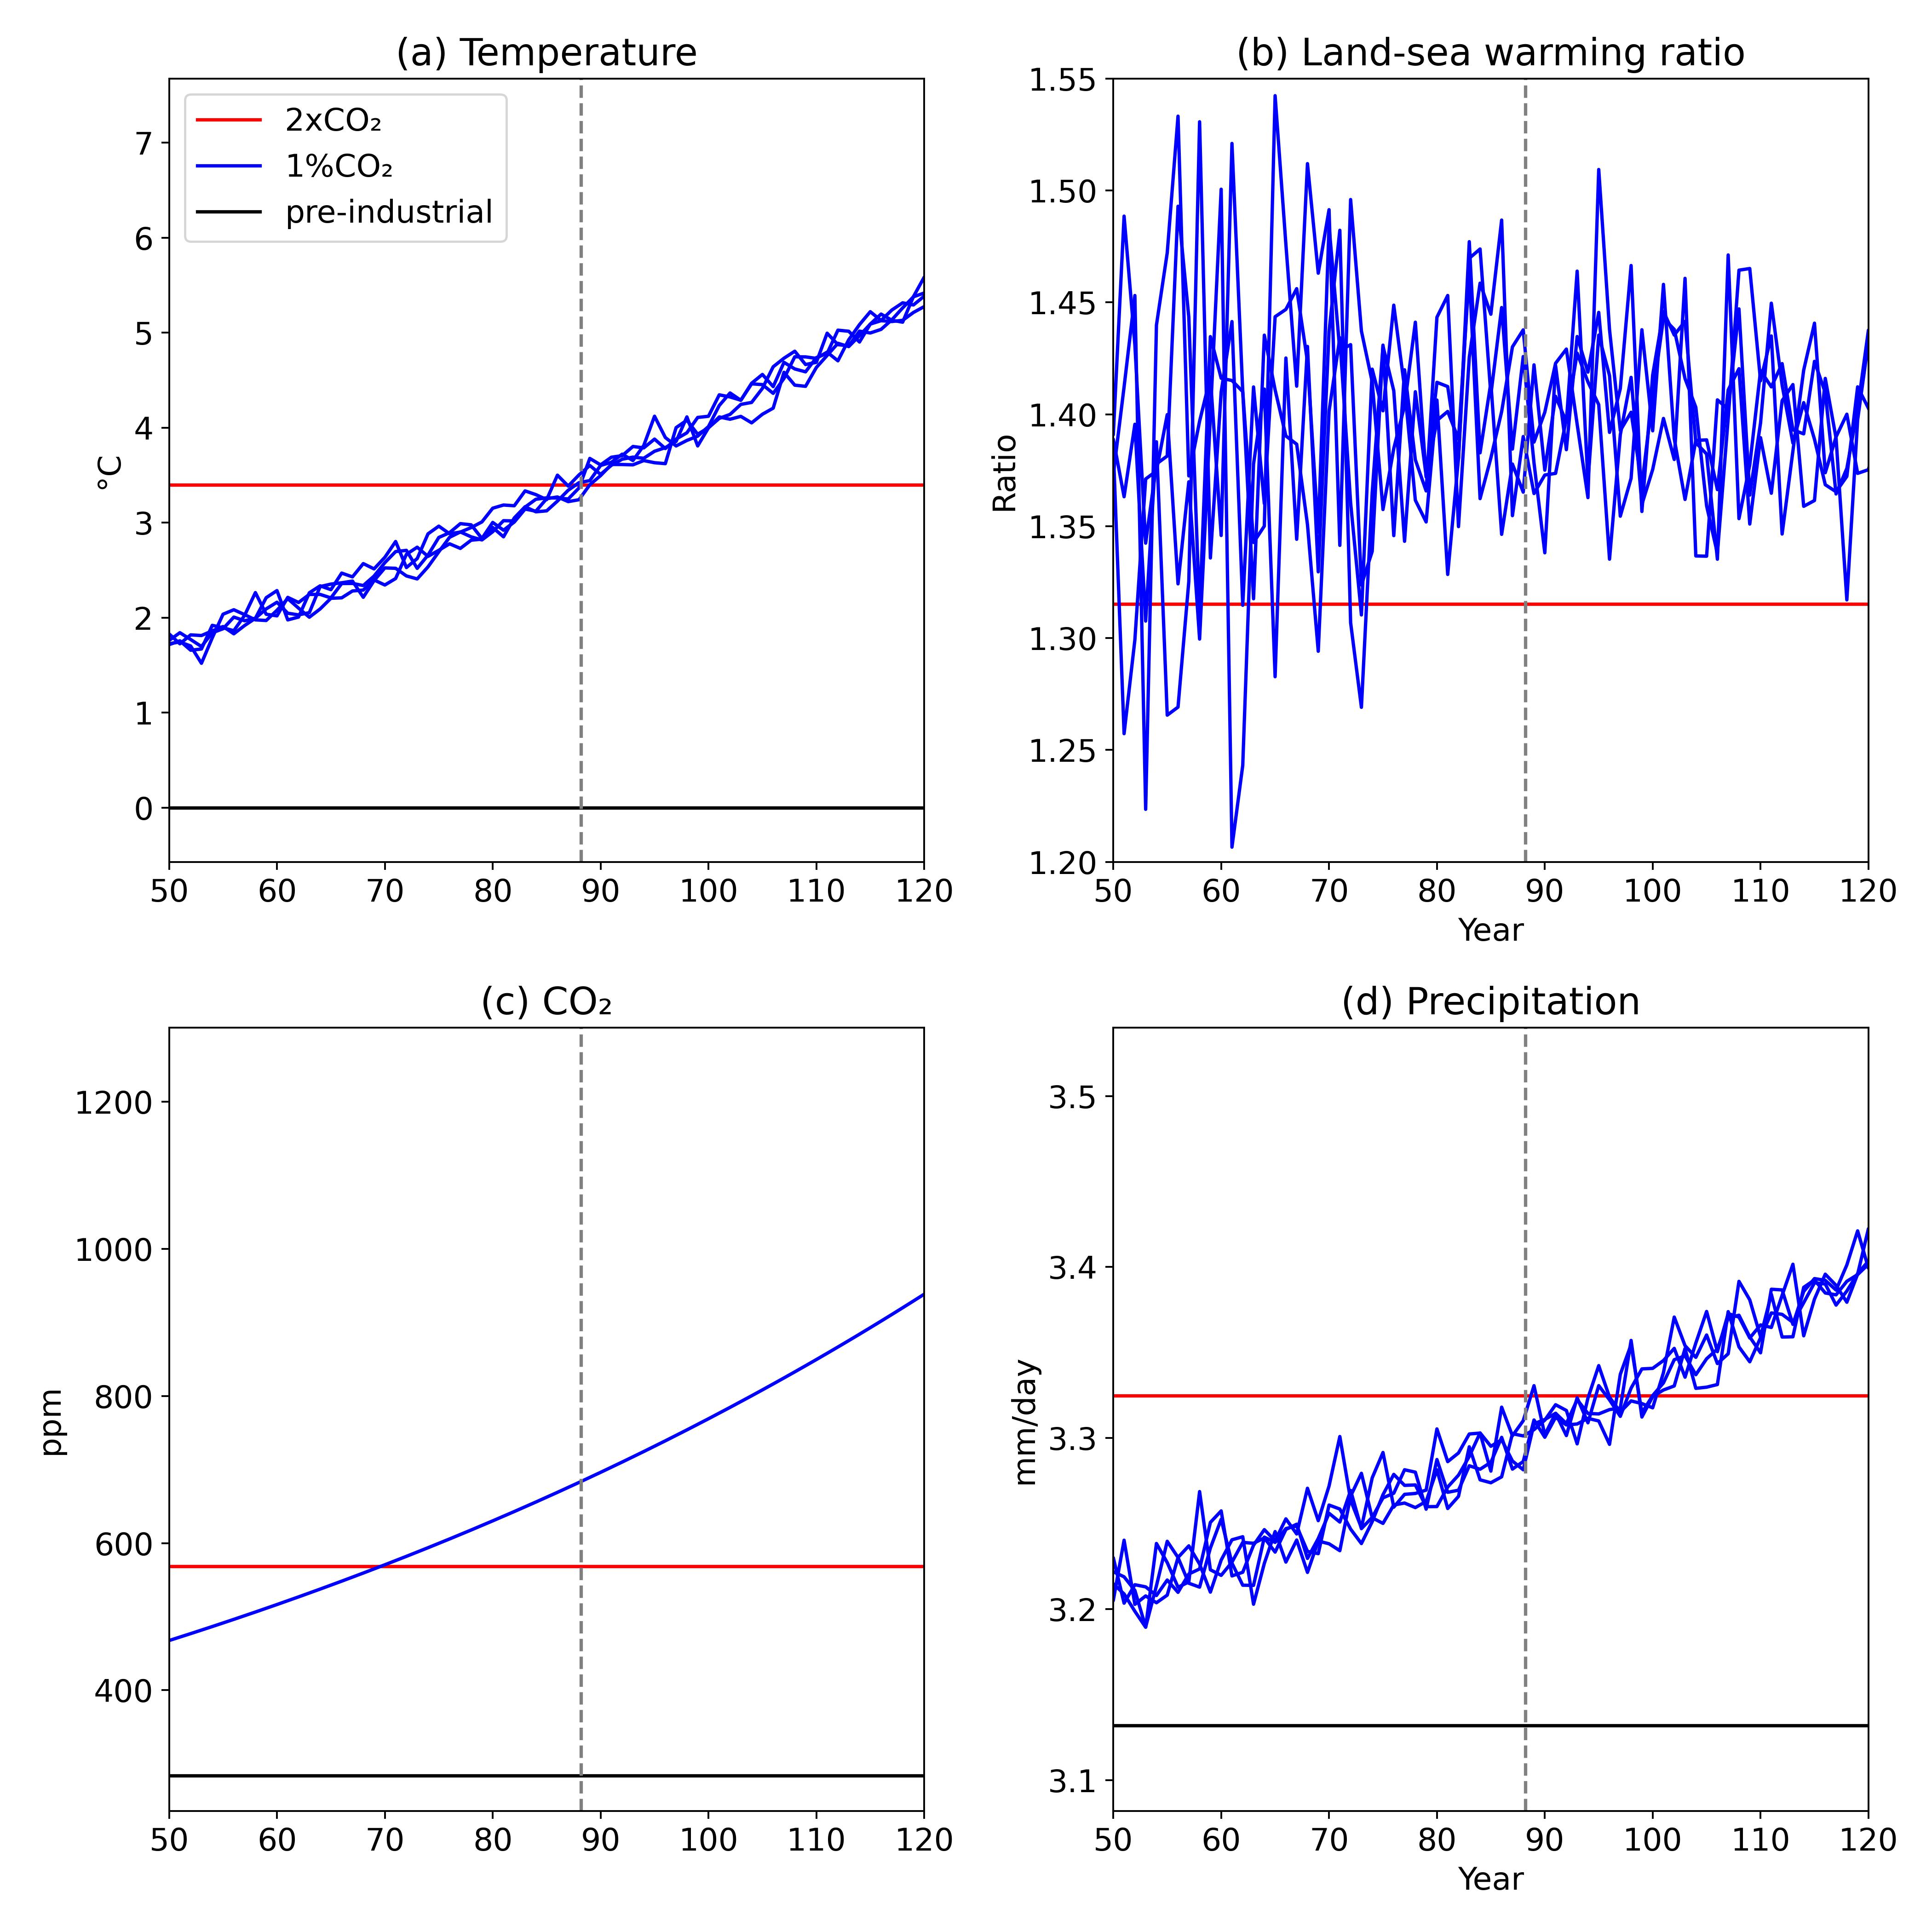 (a) Temperature
2xCO₂
1%CO₂
pre-industrial
7
6
5
4
3
2
1
0
°C
50 60 70 80 90 100 110 120
(b) Land-sea warming ratio
1.55
1.50
1.45
1.40
1.35
1.30
1.25
1.20
Ratio
50 60 70 80 90 100 110 120
Year
(c) CO₂
1200
1000
800
600
400
ppm
50 60 70 80 90 100 110 120
(d) Precipitation
3.5
3.4
3.3
3.2
3.1
mm/day
50 60 70 80 90 100 110 120
Year